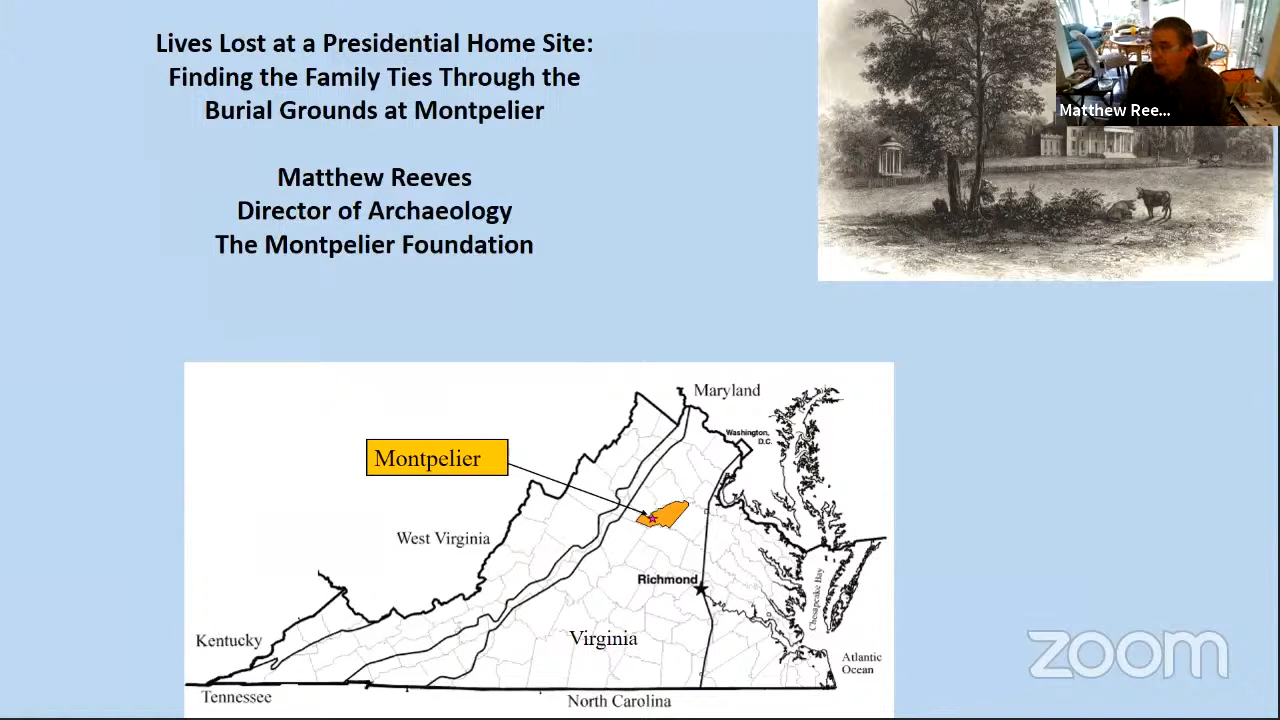 Lives Lost at a Presidential Home Site:
Finding the Family Ties Through the
Burial Grounds at Montpelier
Matthew Reeves
Director of Archaeology
The Montpelier Foundation
Matthew Ree...
Maryland
Washington,
D.C.
Montpelier
West Virginia
Richmond
Chesapeake Bay
Kentucky
Virginia
Atlantic
Ocean
Tennessee
North Carolina
zoom